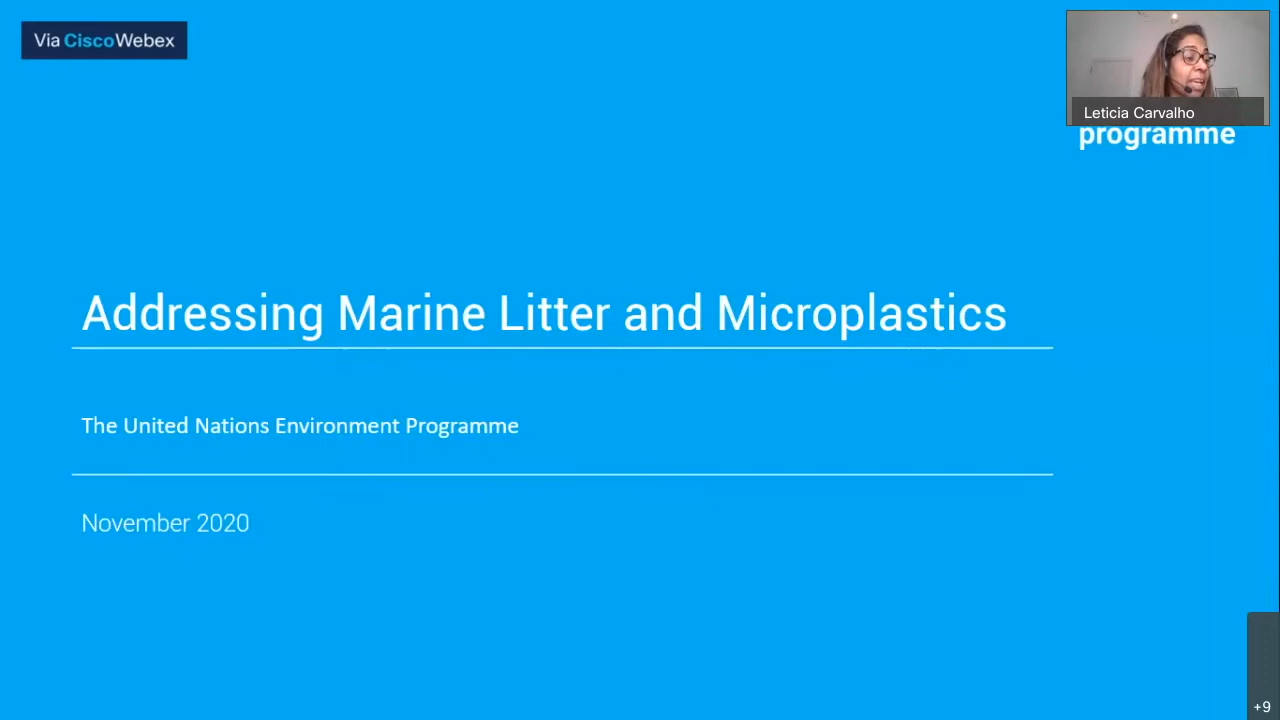 Via CiscoWebex
Leticia Carvalho
programme
Addressing Marine Litter and Microplastics
The United Nations Environment Programme
November 2020
+9